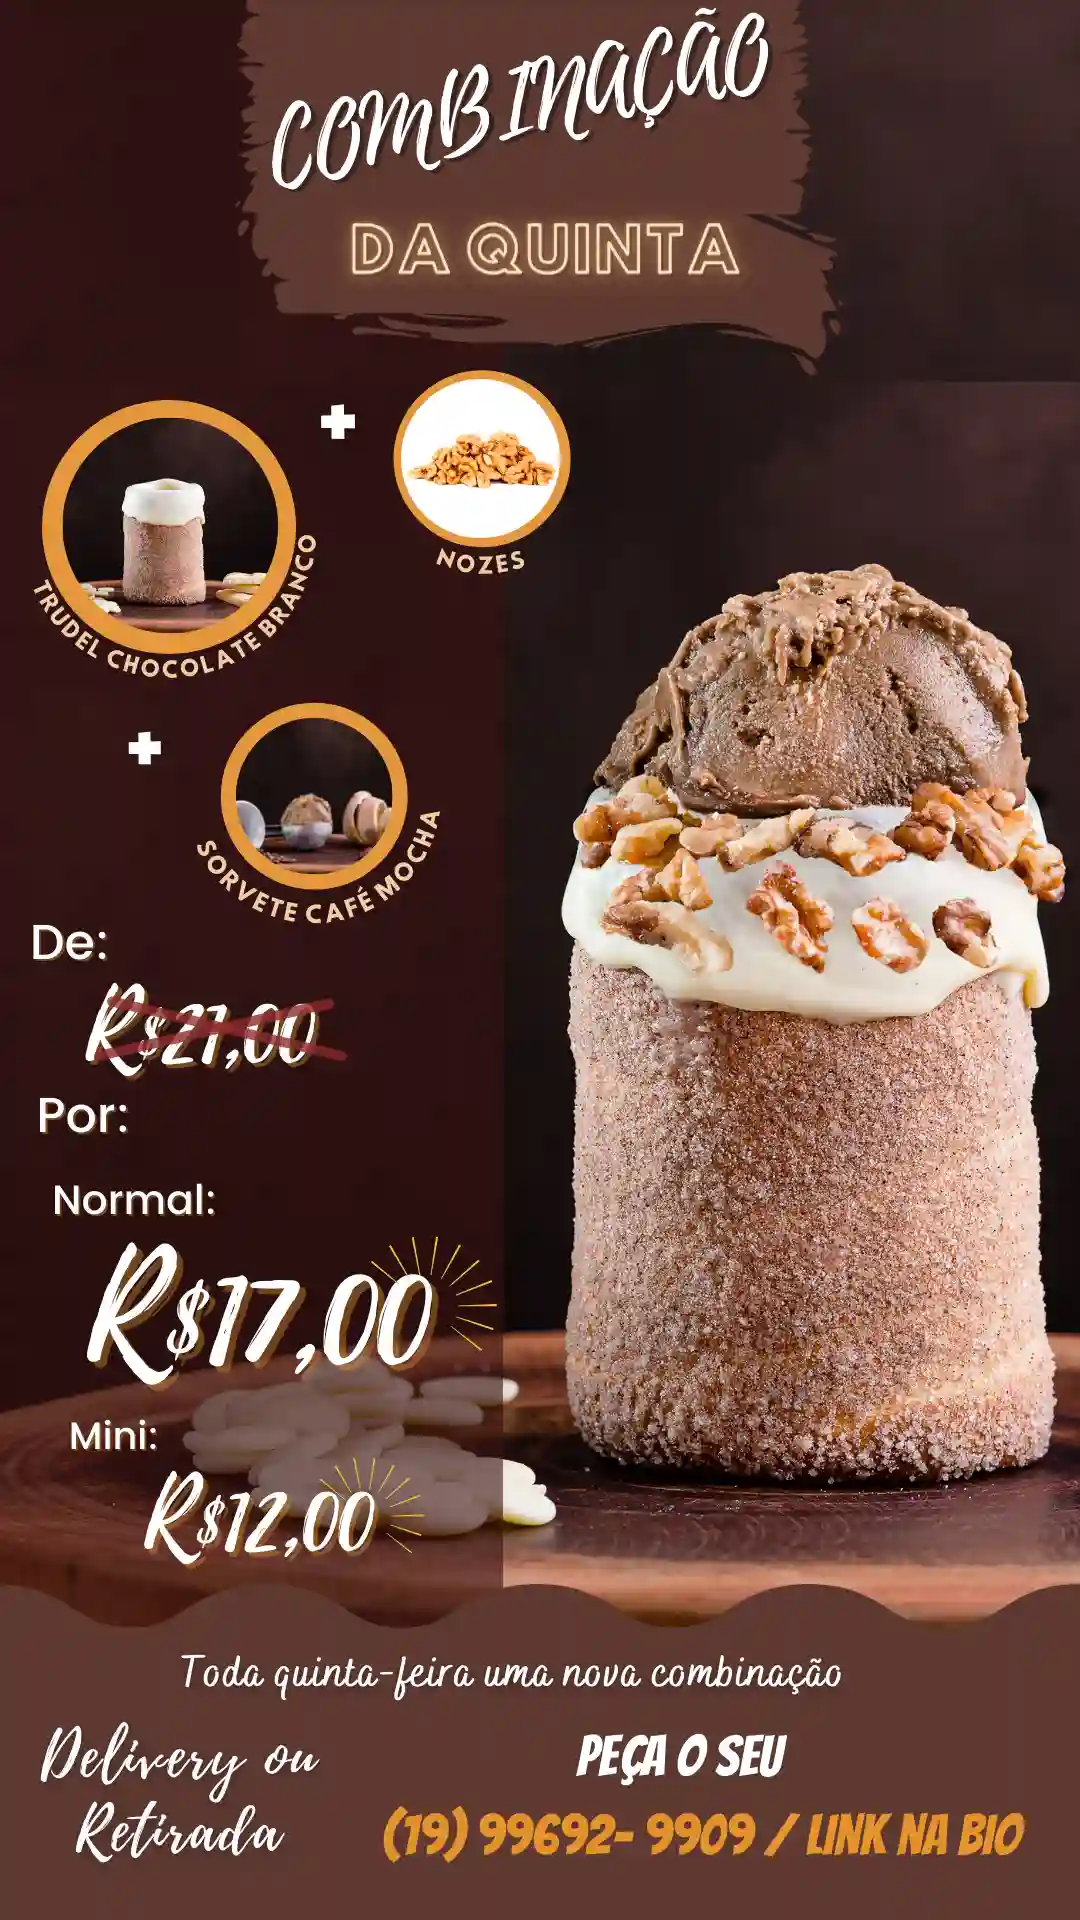 COMBINAÇÃO
DA QUINTA
+
NOZES
TRUDEL CHOCOLATE BRANCO
+
SORVETE CAFÉ MOCHA
De:
R$21,00
Por:
Normal:
R$17,00
Mini:
R$12,00
Toda quinta-feira uma nova combinação
Delivery ou
Retirada
PEÇA O SEU
(19) 99692- 9909 / LINK NA BIO